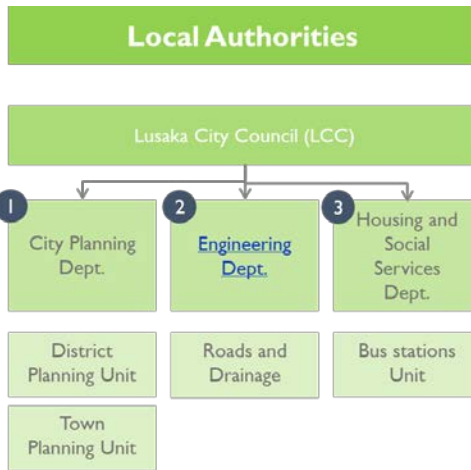 Local Authorities
Lusaka City Council (LCC)
1
City Planning
Dept.
2
Engineering
Dept.
3
Housing and
Social
Services
Dept.
District
Planning Unit
Roads and
Drainage
Bus stations
Unit
Town
Planning Unit